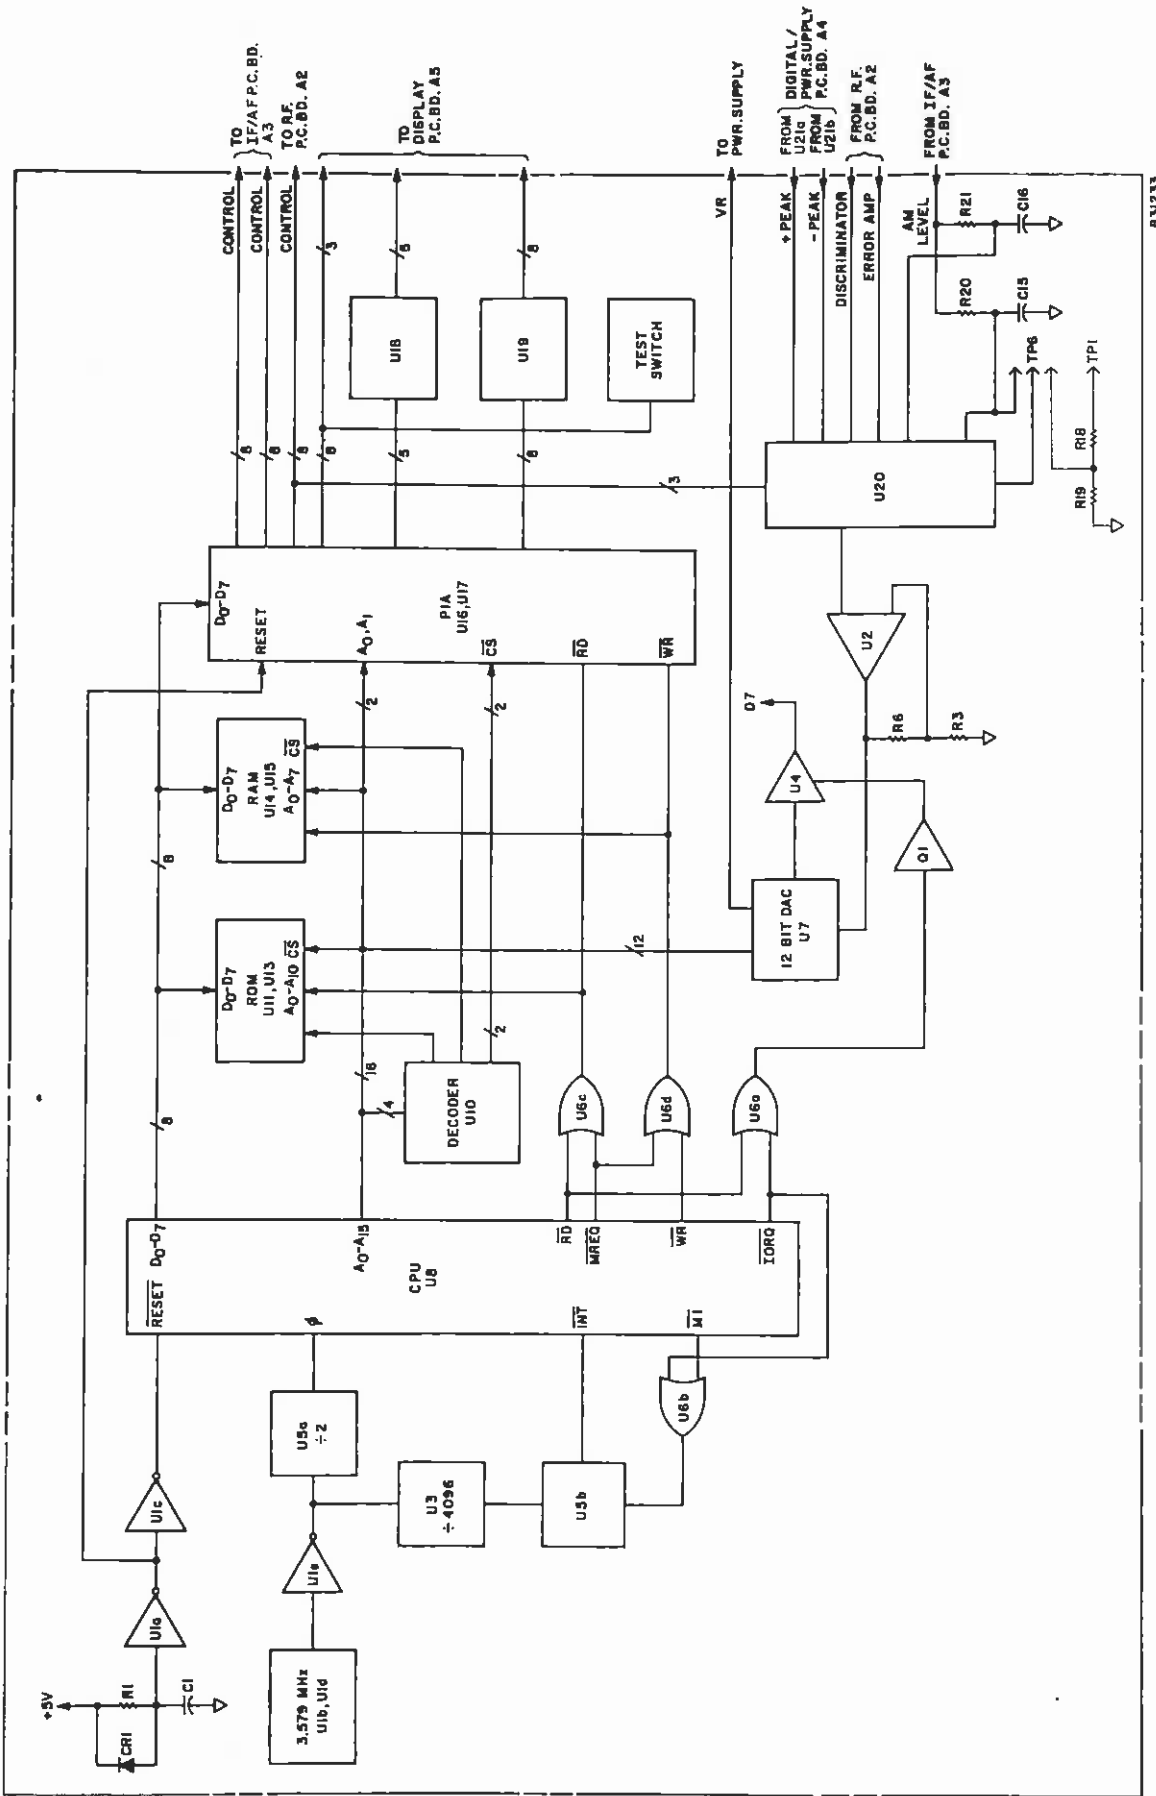 +5V
CR1
R1
C1
U1a
U1c
3.579 MHz
U1b, U1d
U1e
U5a
÷2
U3
÷4096
U5b
U6b
RESET
D0-D7
ϕ
A0-A15
CPU
U8
INT
M1
RD
MREQ
WR
IORQ
8
16
4
DECODER
U10
2
U6c
U6d
U6a
D0-D7
ROM
U11, U13
A0-A10 CS
8
D0-D7
RAM
U14, U15
A0-A7 CS
12
12 BIT DAC
U7
U4
D7
Q1
U2
R6
R3
2
2
D0-D7
RESET
A0, A1
PIA
U16, U17
CS
RD
WR
8
8
8
8
5
8
3
U18
U19
TEST
SWITCH
3
5
8
CONTROL
CONTROL
CONTROL
TO
IF/AF P.C. BD.
A3
TO R.F.
P.C. BD. A2
TO
DISPLAY
P.C. BD. A5
VR
TO
PWR. SUPPLY
+PEAK
-PEAK
DISCRIMINATOR
ERROR AMP
AM
LEVEL
FROM
U21a
FROM
U21b
DIGITAL/
PWR. SUPPLY
P.C. BD. A4
FROM R.F.
P.C. BD. A2
FROM IF/AF
P.C. BD. A3
U20
R20
C15
R21
C16
TP6
TP1
R18
R19